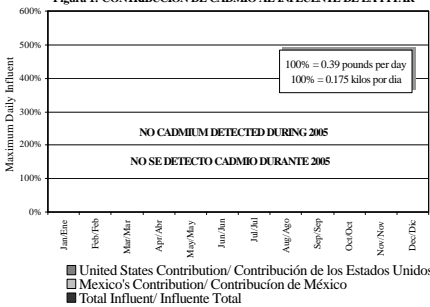 Figura 1: CONTRIBUCION DE CADMIO AL INFLUENTE DE
600%
500%
400%
300%
200%
100%
0%
Maximum Daily Influent
100% = 0.39 pounds per day
100% = 0.175 kilos por dia
NO CADMIUM DETECTED DURING 2005
NO SE DETECTO CADMIO DURANTE 2005
Jan/Ene
Feb/Feb
Mar/Mar
Apr/Abr
May/May
Jun/Jun
Jul/Jul
Aug/Ago
Sep/Sep
Oct/Oct
Nov/Nov
Dec/Dic
United States Contribution/ Contribución de los Estados Unidos
Mexico's Contribution/ Contribucíon de México
Total Influent/ Influente Total